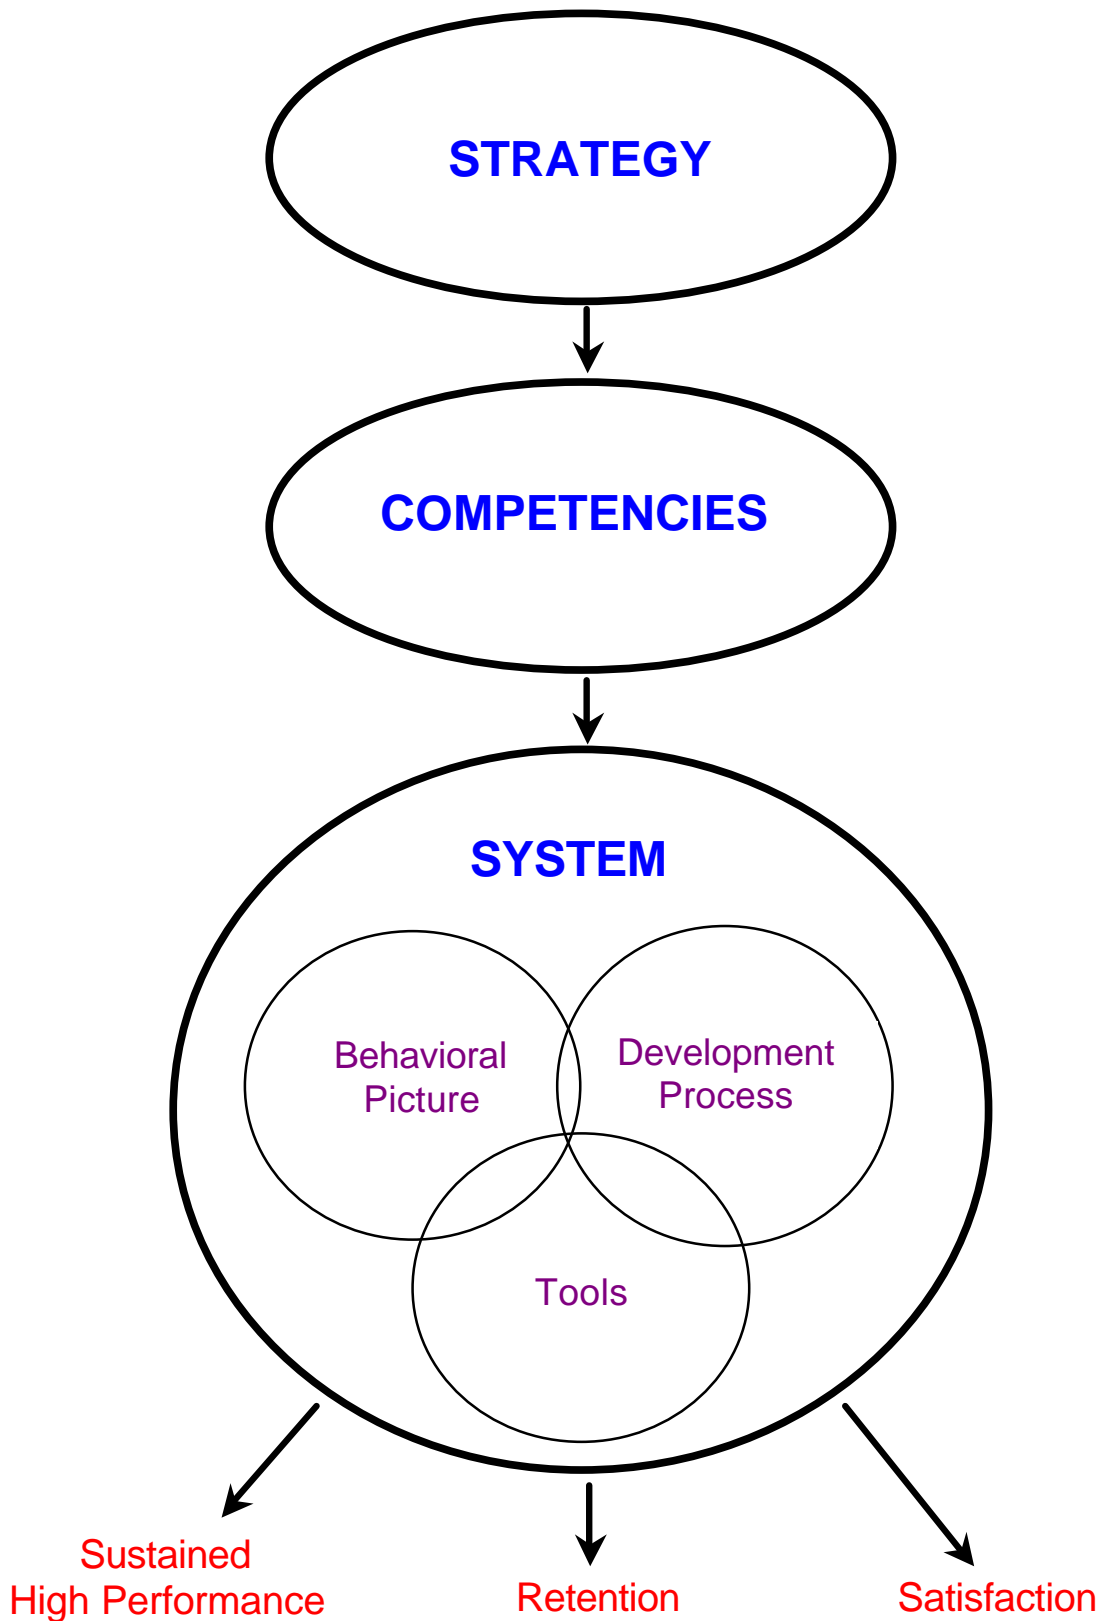 STRATEGY
COMPETENCIES
SYSTEM
Behavioral
Picture
Development
Process
Tools
Sustained
High Performance
Retention
Satisfaction